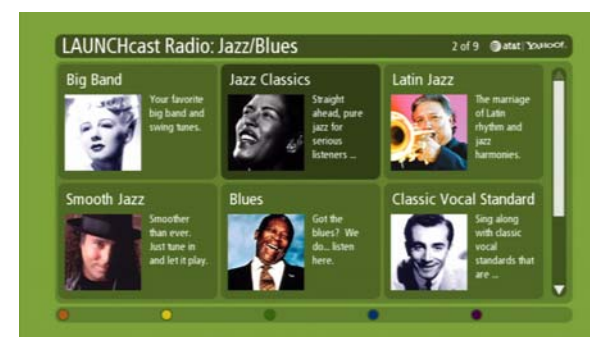 LAUNCHcast Radio: Jazz/Blues
2 of 9
at&t | YAHOO!.
Big Band
Your favorite
big band and
swing tunes.
Jazz Classics
Straight
ahead, pure
jazz for
serious
listeners ...
Latin Jazz
The marriage
of Latin
rhythm and
jazz
harmonies.
Smooth Jazz
Smoother
than ever.
Just tune in
and let it play.
Blues
Got the
blues? We
do... listen
here.
Classic Vocal Standard
Sing along
with classic
vocal
standards that
are ...